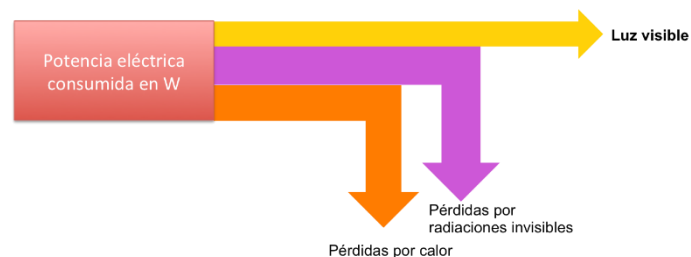 Potencia eléctrica
consumida en W
Luz visible
Pérdidas por
radiaciones invisibles
Pérdidas por calor